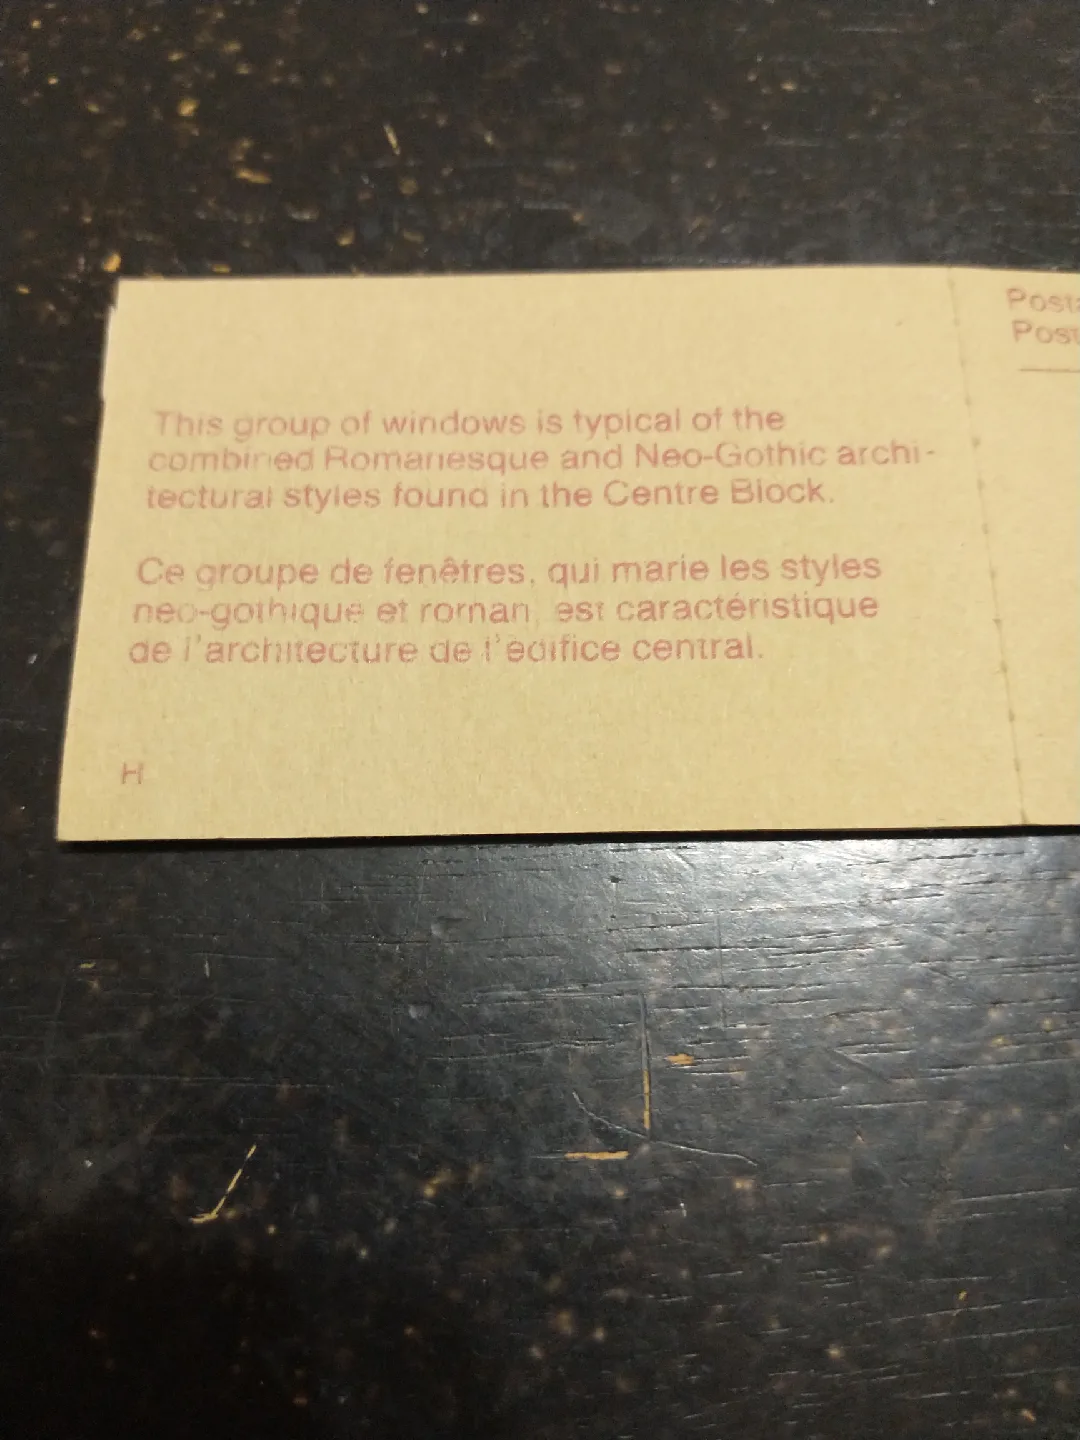 This group of windows is typical of the
combined Romanesque and Neo-Gothic archi-
tectural styles found in the Centre Block.
Ce groupe de fenêtres, qui marie les styles
néo-gothique et roman, est caractéristique
de l'architecture de l'édifice central.
H